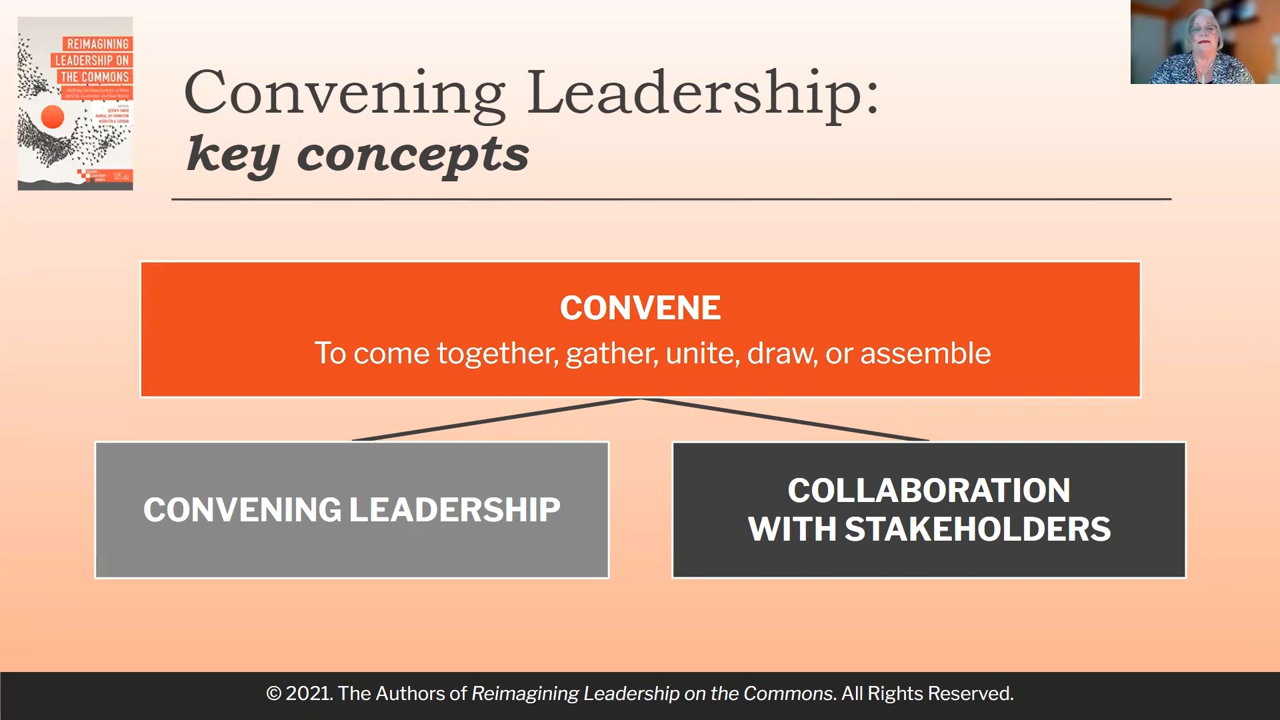 REIMAGINING
LEADERSHIP ON
THE COMMONS
Convening Leadership:
key concepts
CONVENE
To come together, gather, unite, draw, or assemble
CONVENING LEADERSHIP
COLLABORATION
WITH STAKEHOLDERS
© 2021. The Authors of Reimagining Leadership on the Commons. All Rights Reserved.